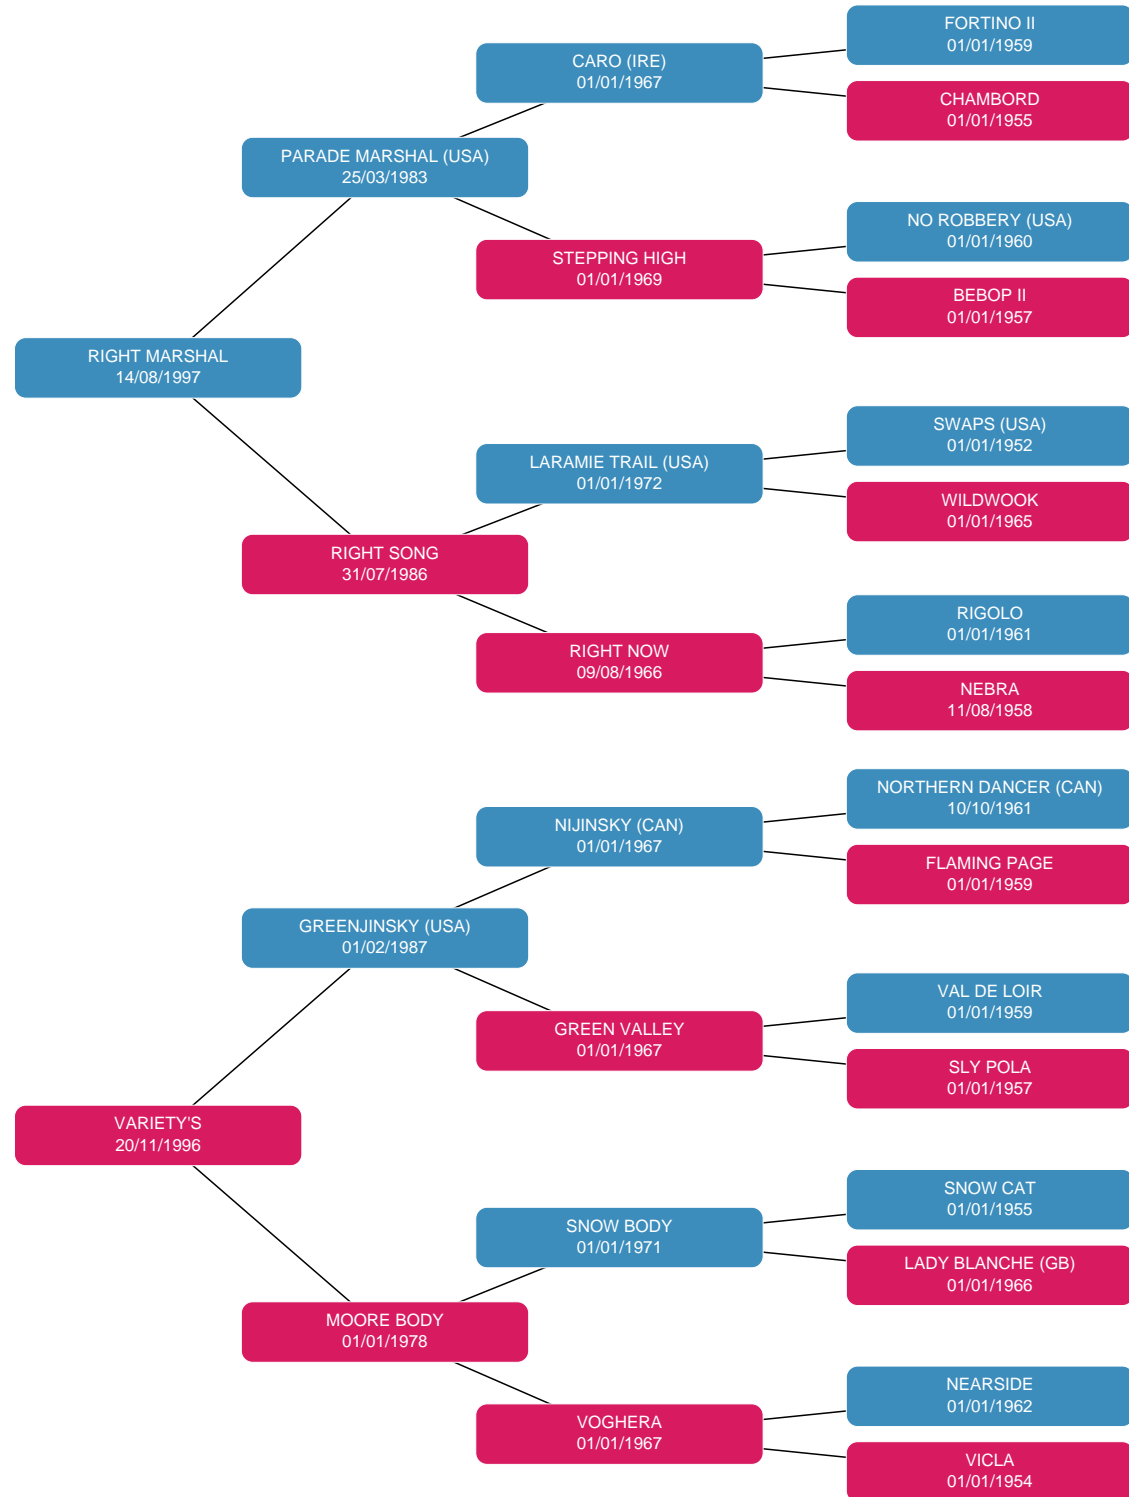 FORTINO II
01/01/1959
CARO (IRE)
01/01/1967
CHAMBORD
01/01/1955
PARADE MARSHAL (USA)
25/03/1983
NO ROBBERY (USA)
01/01/1960
STEPPING HIGH
01/01/1969
BEBOP II
01/01/1957
RIGHT MARSHAL
14/08/1997
SWAPS (USA)
01/01/1952
LARAMIE TRAIL (USA)
01/01/1972
WILDWOOK
01/01/1965
RIGHT SONG
31/07/1986
RIGOLO
01/01/1961
RIGHT NOW
09/08/1966
NEBRA
11/08/1958
NORTHERN DANCER (CAN)
10/10/1961
NIJINSKY (CAN)
01/01/1967
FLAMING PAGE
01/01/1959
GREENJINSKY (USA)
01/02/1987
VAL DE LOIR
01/01/1959
GREEN VALLEY
01/01/1967
SLY POLA
01/01/1957
VARIETY'S
20/11/1996
SNOW CAT
01/01/1955
SNOW BODY
01/01/1971
LADY BLANCHE (GB)
01/01/1966
MOORE BODY
01/01/1978
NEARSIDE
01/01/1962
VOGHERA
01/01/1967
VICLA
01/01/1954